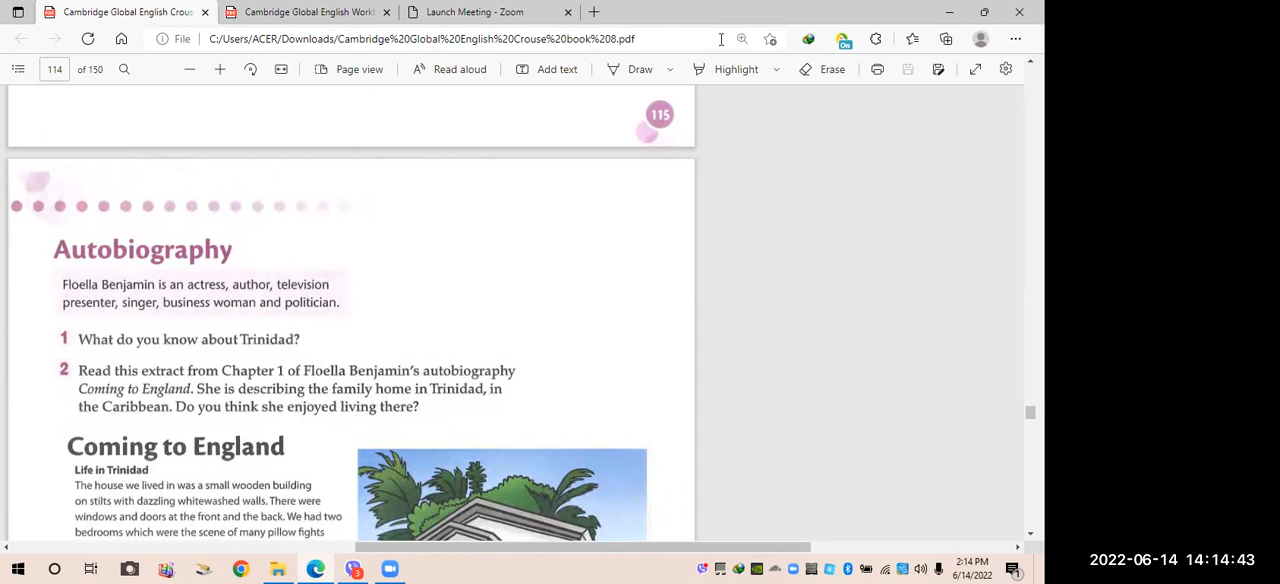 Cambridge Global English Crous
Cambridge Global English Work
Launch Meeting - Zoom
File
C:/Users/ACER/Downloads/Cambridge%20Global%20English%20Crouse%20book%208.pdf
On
114 of 150
Page view
Read aloud
Add text
Draw
Highlight
Erase
115
Autobiography
Floella Benjamin is an actress, author, television
presenter, singer, business woman and politician.
1 What do you know about Trinidad?
2 Read this extract from Chapter 1 of Floella Benjamin's autobiography
Coming to England. She is describing the family home in Trinidad, in
the Caribbean. Do you think she enjoyed living there?
Coming to England
Life in Trinidad
The house we lived in was a small wooden building
on stilts with dazzling whitewashed walls. There were
windows and doors at the front and the back. We had two
bedrooms which were the scene of many pillow fights
3
2:14 PM
6/14/2022
1
2022-06-14 14:14:43